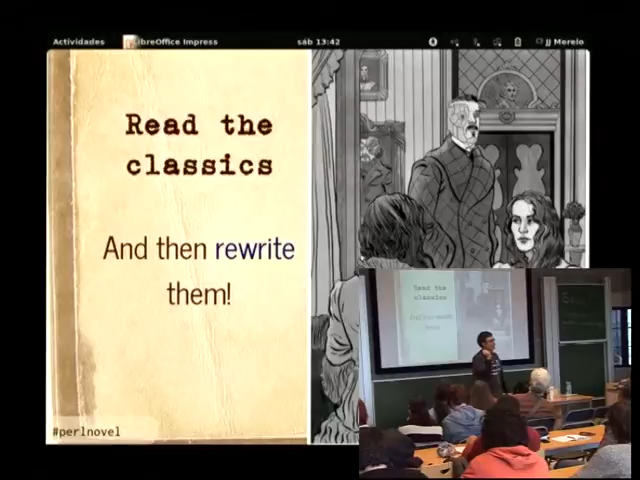 Actividades
LibreOffice Impress
sáb 13:42
JJ Merelo
Read the
classics
And then rewrite
them!
#perlnovel
Read the
classics